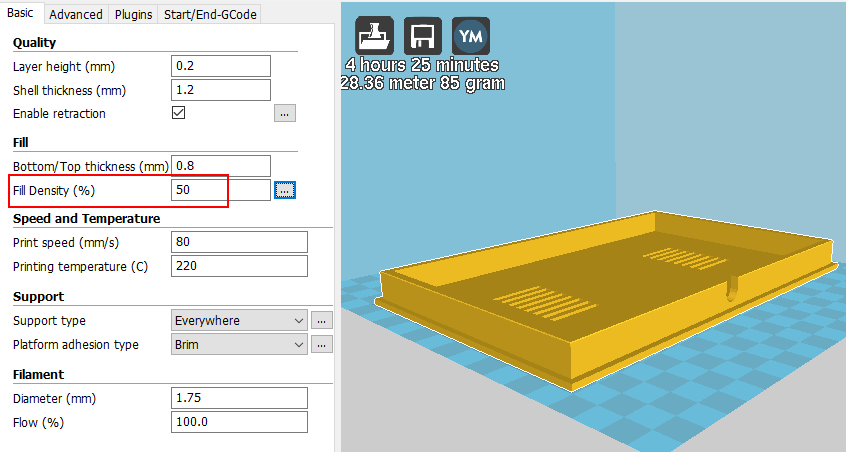 Basic Advanced Plugins Start/End-GCode
Quality
Layer height (mm) 0.2
Shell thickness (mm) 1.2
Enable retraction ...
Fill
Bottom/Top thickness (mm) 0.8
Fill Density (%) 50 ...
Speed and Temperature
Print speed (mm/s) 80
Printing temperature (C) 220
Support
Support type Everywhere ...
Platform adhesion type Brim ...
Filament
Diameter (mm) 1.75
Flow (%) 100.0
YM
4 hours 25 minutes
28.36 meter 85 gram